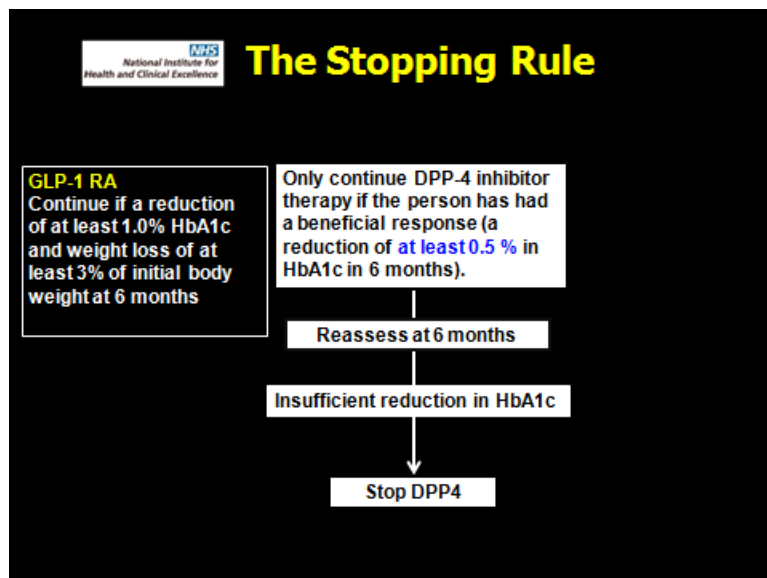 NHS
National Institute for
Health and Clinical Excellence
The Stopping Rule
GLP-1 RA
Continue if a reduction
of at least 1.0% HbA1c
and weight loss of at
least 3% of initial body
weight at 6 months
Only continue DPP-4 inhibitor
therapy if the person has had
a beneficial response (a
reduction of at least 0.5 % in
HbA1c in 6 months).
Reassess at 6 months
Insufficient reduction in HbA1c
Stop DPP4